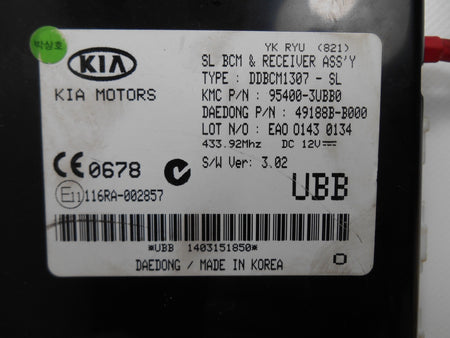 박상호
YK RYU (821)
KIA
SL BCM & RECEIVER ASS'Y
TYPE : DDBCM1307 - SL
KIA MOTORS
KMC P/N : 95400-3UBB0
DAEDONG P/N : 49188B-B000
LOT N/O : EAO 0143 0134
433.92Mhz DC 12V
CE 0678
S/W Ver: 3.02
UBB
E11 116RA-002857
*UBB 1403151850*
DAEDONG / MADE IN KOREA
O